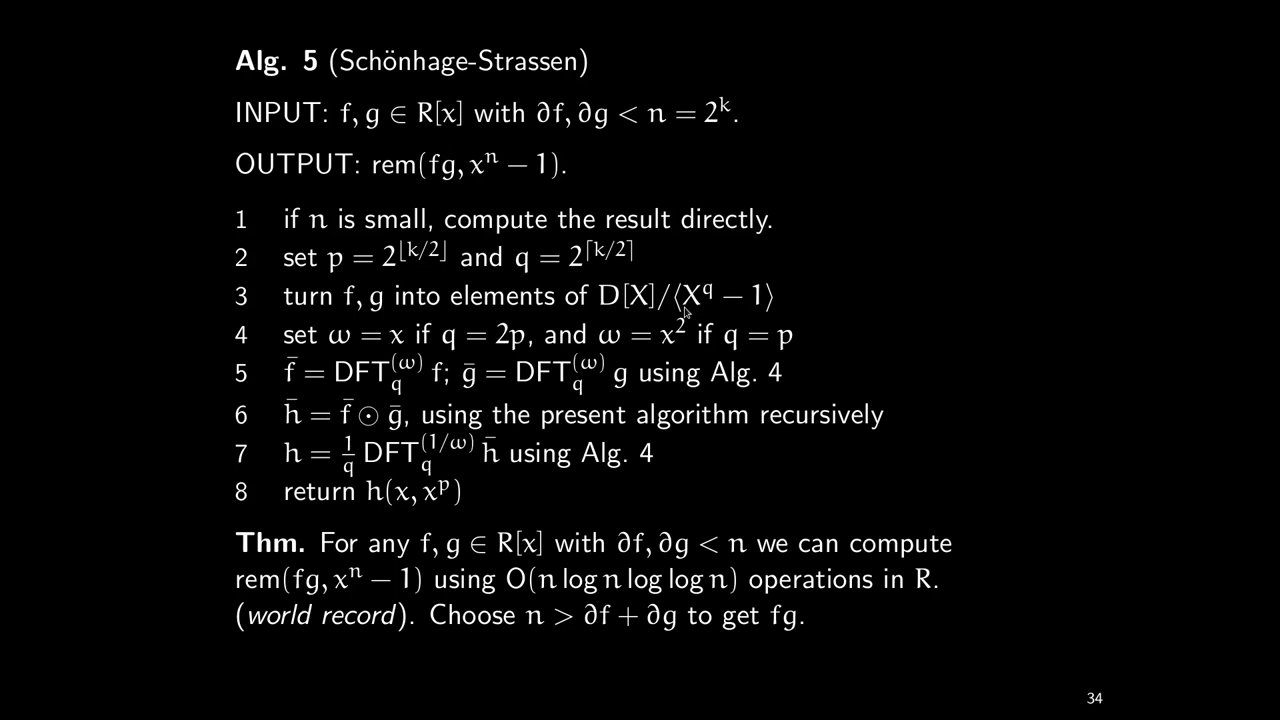 Alg. 5 (Schönhage-Strassen)
INPUT: f, g ∈ R[x] with ∂f, ∂g < n = 2^k.
OUTPUT: rem(fg, x^n − 1).
1 if n is small, compute the result directly.
2 set p = 2^⌊k/2⌋ and q = 2^⌈k/2⌉
3 turn f, g into elements of D[X]/⟨X^q − 1⟩
4 set ω = x if q = 2p, and ω = x^2 if q = p
5 f̄ = DFT_q^(ω) f; ḡ = DFT_q^(ω) g using Alg. 4
6 h̄ = f̄ ⊙ ḡ, using the present algorithm recursively
7 h = 1/q DFT_q^(1/ω) h̄ using Alg. 4
8 return h(x, x^p)
Thm. For any f, g ∈ R[x] with ∂f, ∂g < n we can compute
rem(fg, x^n − 1) using O(n log n log log n) operations in R.
(world record). Choose n > ∂f + ∂g to get fg.
34